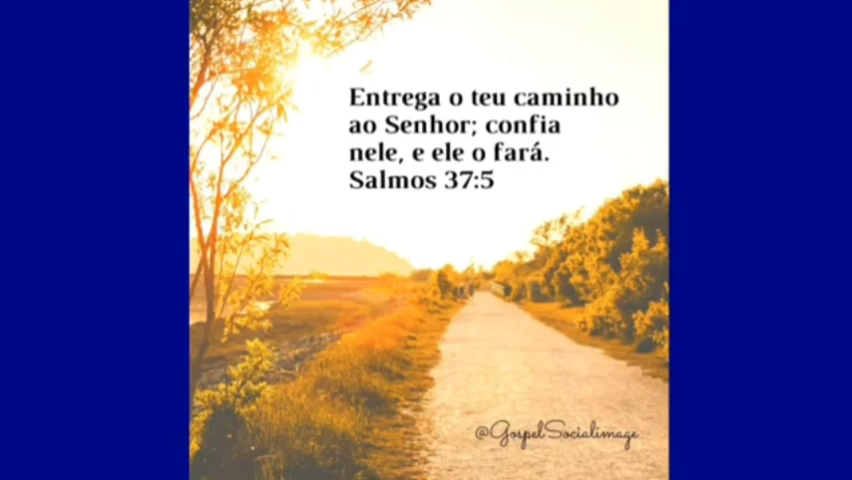 Entrega o teu caminho
ao Senhor; confia
nele, e ele o fará.
Salmos 37:5
@GospelSocialimage